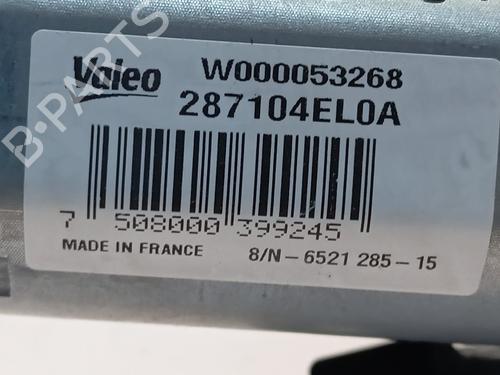 Valeo
W000053268
287104EL0A
7 508000 399245
MADE IN FRANCE 8/N-6521 285-15
B-PARTS